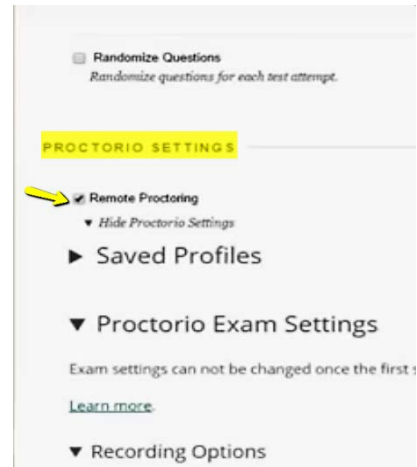 Randomize Questions
Randomize questions for each test attempt.
PROCTORIO SETTINGS
Remote Proctoring
▼ Hide Proctorio Settings
▶ Saved Profiles
▼ Proctorio Exam Settings
Exam settings can not be changed once the first s
Learn more.
▼ Recording Options